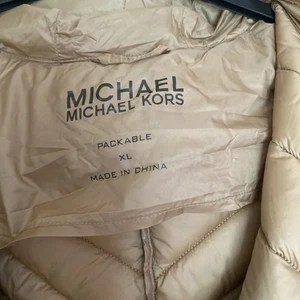 MICHAEL
MICHAEL KORS
PACKABLE
XL
MADE IN CHINA